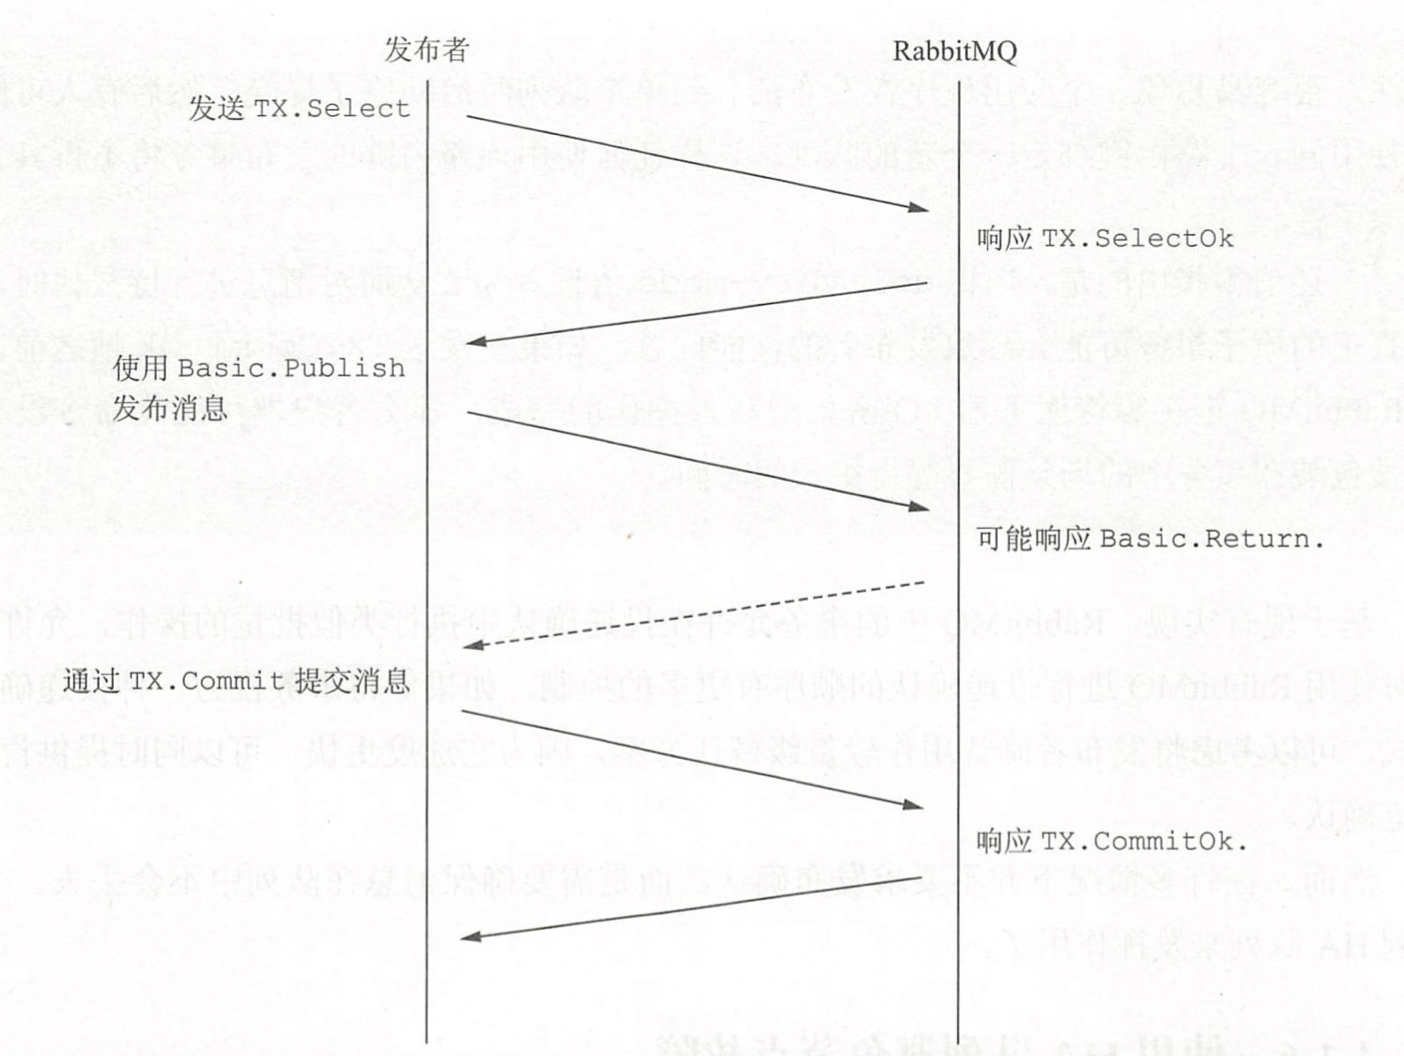 发布者
RabbitMQ
发送 TX.Select
响应 TX.SelectOk
使用 Basic.Publish
发布消息
可能响应 Basic.Return.
通过 TX.Commit 提交消息
响应 TX.CommitOk.